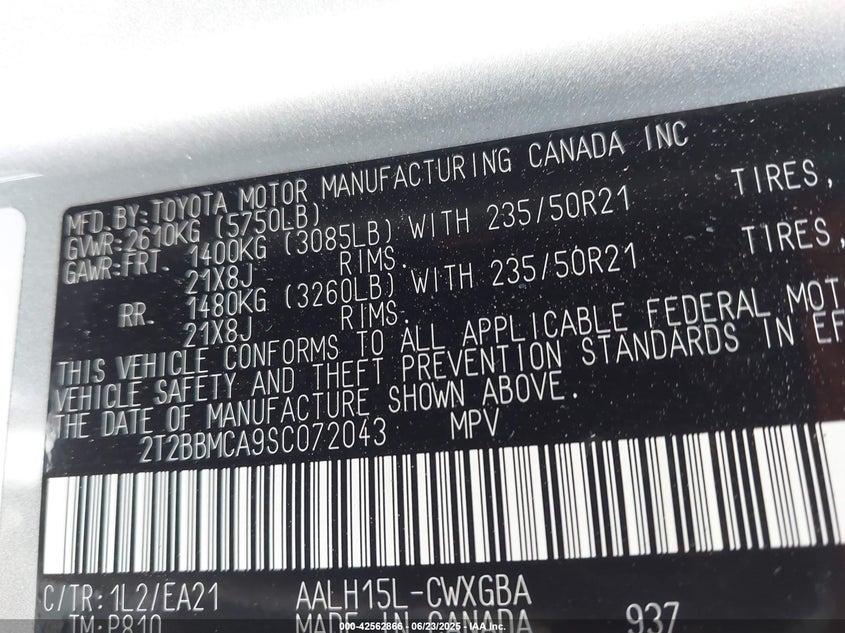 MFD.BY:TOYOTA MOTOR MANUFACTURING CANADA INC
GVWR:2610KG (5750LB)
GAWR:FRT. 1400KG (3085LB) WITH 235/50R21 TIRES,
21X8J RIMS.
RR. 1480KG (3260LB) WITH 235/50R21 TIRES,
21X8J RIMS.
THIS VEHICLE CONFORMS TO ALL APPLICABLE FEDERAL MOT
VEHICLE SAFETY AND THEFT PREVENTION STANDARDS IN EF
THE DATE OF MANUFACTURE SHOWN ABOVE.
2T2BBMCA9SC072043 MPV
C/TR:1L2/EA21 AALH15L-CWXGBA
TM:P810 MADE IN CANADA 937
000-42562866 - 06/23/2025 - IAA, Inc.